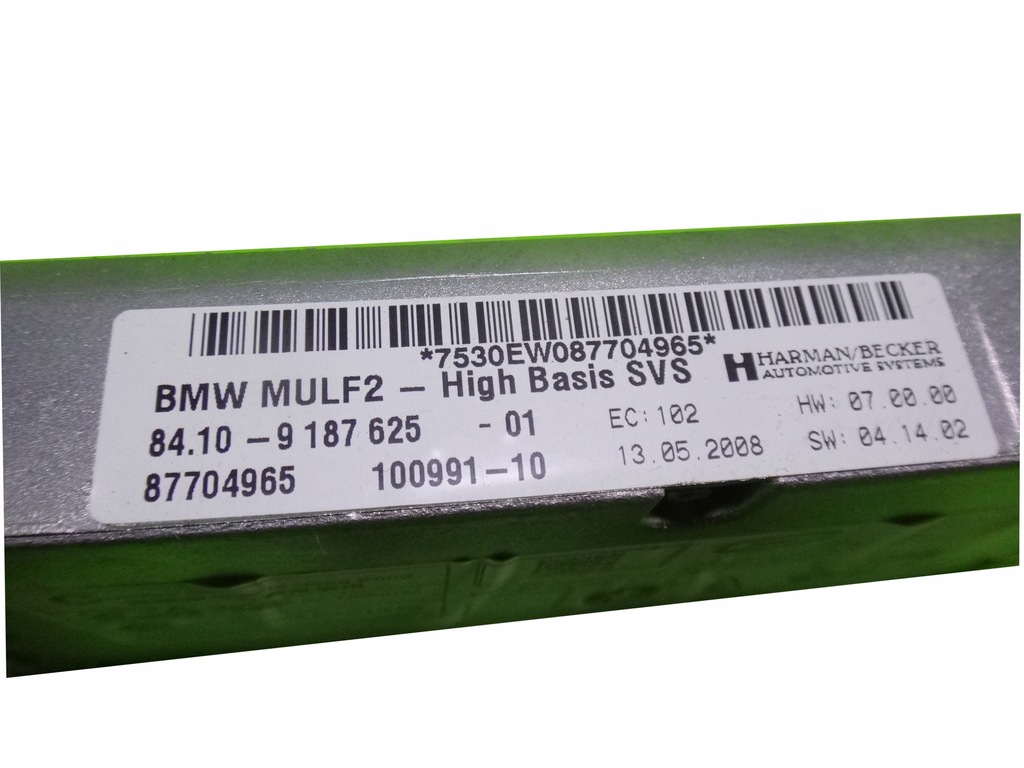 *7530EW087704965*
BMW MULF2 – High Basis SVS
H HARMAN/BECKER
AUTOMOTIVE SYSTEMS
84.10 – 9 187 625 - 01
EC: 102
HW: 07.00.00
87704965 100991-10
13.05.2008
SW: 04.14.02